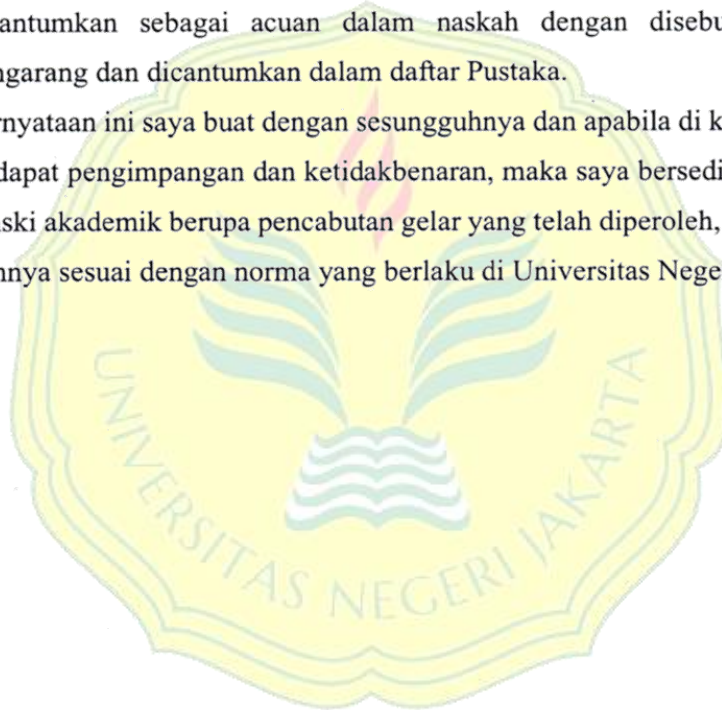 antumkan sebagai acuan dalam naskah dengan disebu
ngarang dan dicantumkan dalam daftar Pustaka.
rnyataan ini saya buat dengan sesungguhnya dan apabila di k
dapat pengimpangan dan ketidakbenaran, maka saya bersedi
ski akademik berupa pencabutan gelar yang telah diperoleh,
nnya sesuai dengan norma yang berlaku di Universitas Nege
UNIVERSITAS NEGERI JAKARTA